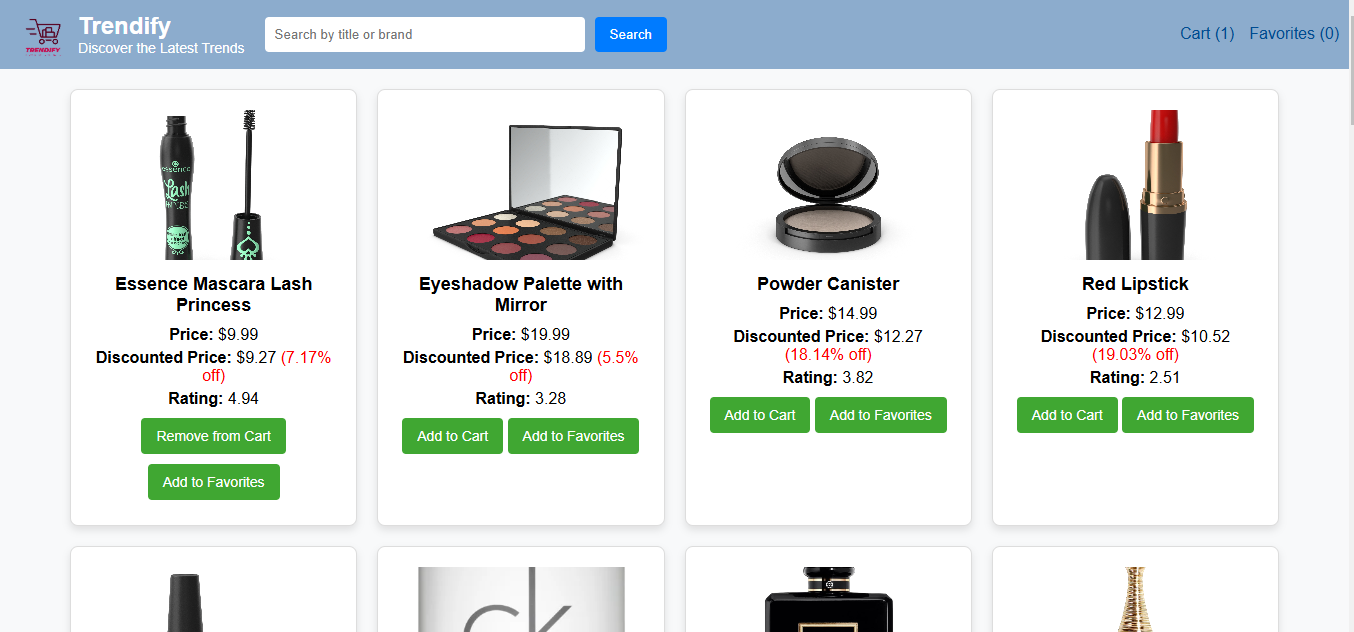 TRENDIFY
Trendify
Discover the Latest Trends
Search by title or brand
Search
Cart (1)
Favorites (0)
essence
Lash
PRINCESS
Essence Mascara Lash
Princess
Price: $9.99
Discounted Price: $9.27 (7.17%
off)
Rating: 4.94
Remove from Cart
Add to Favorites
Eyeshadow Palette with
Mirror
Price: $19.99
Discounted Price: $18.89 (5.5%
off)
Rating: 3.28
Add to Cart
Add to Favorites
Powder Canister
Price: $14.99
Discounted Price: $12.27
(18.14% off)
Rating: 3.82
Add to Cart
Add to Favorites
Red Lipstick
Price: $12.99
Discounted Price: $10.52
(19.03% off)
Rating: 2.51
Add to Cart
Add to Favorites
ck